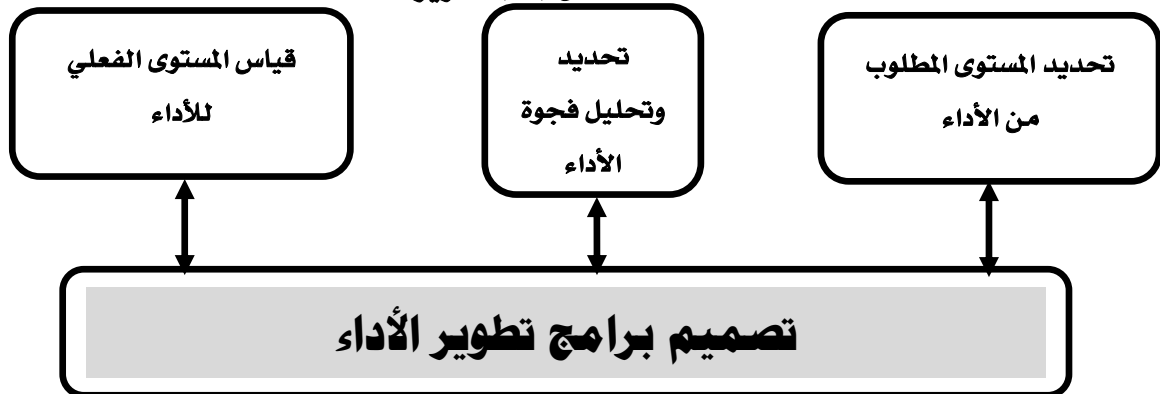 تحديد المستوى المطلوب
من الأداء
تحديد
وتحليل فجوة
الأداء
قياس المستوى الفعلي
للأداء
تصميم برامج تطوير الأداء